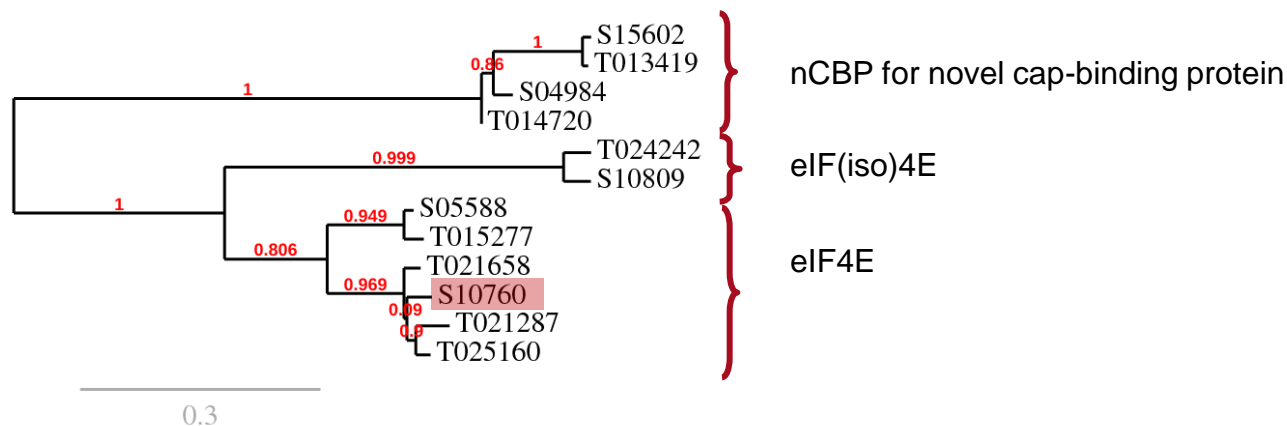 S15602
1
T013419
0.86
nCBP for novel cap-binding protein
1
S04984
T014720
T024242
0.999
eIF(iso)4E
S10809
1
S05588
0.949
T015277
0.806
eIF4E
T021658
0.969
S10760
0.09
T021287
0.9
T025160
0.3